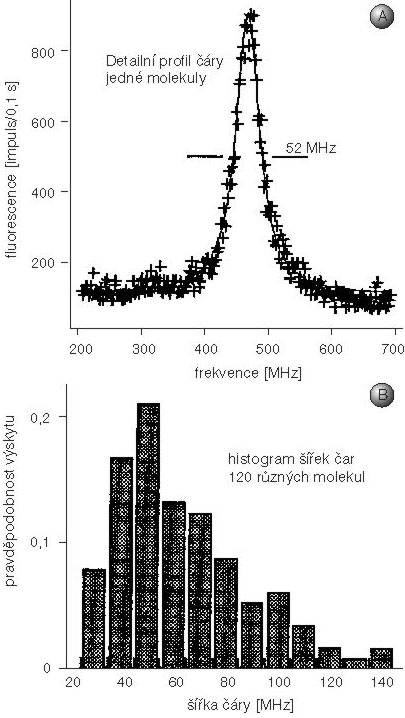 A
Detailní profil čáry
jedné molekuly
52 MHz
fluorescence [impuls/0,1 s]
800
600
400
200
200 300 400 500 600 700
frekvence [MHz]
B
histogram šířek čar
120 různých molekul
pravděpodobnost výskytu
0,2
0,1
0
20 40 60 80 100 120 140
šířka čáry [MHz]